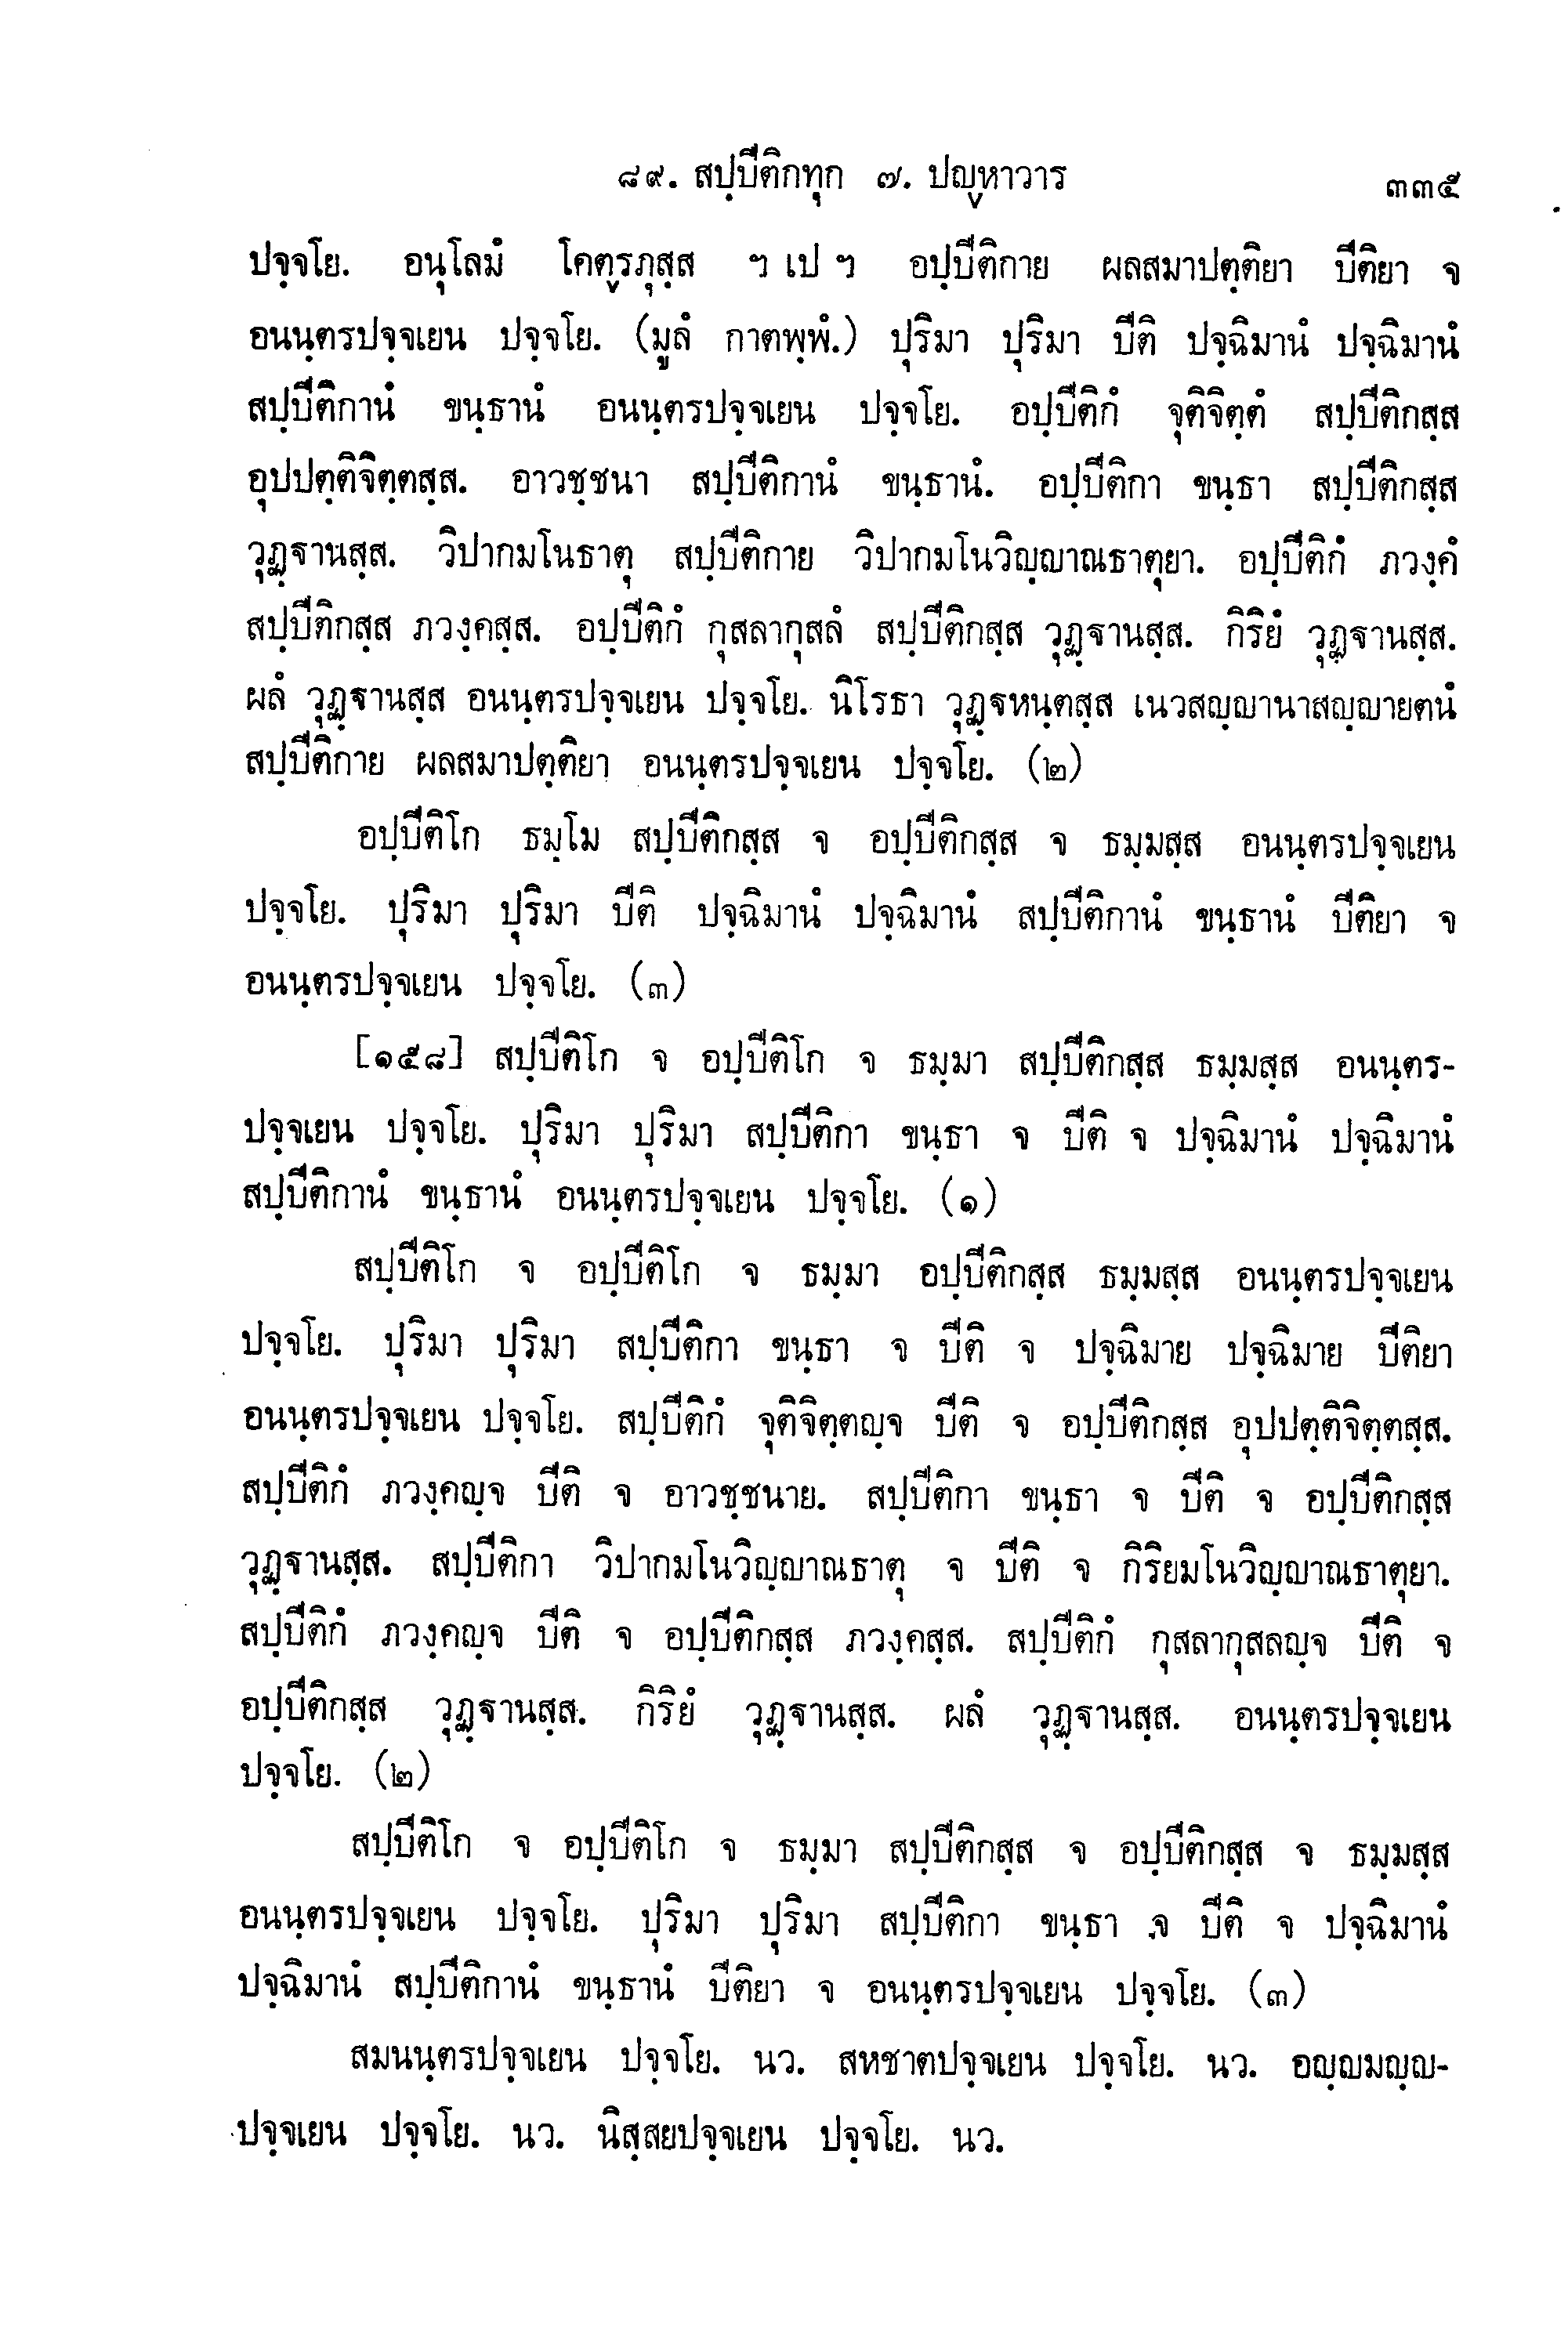 ๘๙. สปฺปีติกทุก ๗. ปญฺหาวาร ๓๓๕
ปจฺจโย. อนุโลมํ โคตฺรภุสฺส ฯ เป ฯ อปฺปีติกาย ผลสมาปตฺติยา ปีติยา จ
อนนฺตรปจฺจเยน ปจฺจโย. (มูลํ กาตพฺพํ.) ปุริมา ปุริมา ปีติ ปจฺฉิมานํ ปจฺฉิมานํ
สปฺปีติกานํ ขนฺธานํ อนนฺตรปจฺจเยน ปจฺจโย. อปฺปีติกํ จุติจิตฺตํ สปฺปีติกสฺส
อุปปตฺติจิตฺตสฺส. อาวชฺชนา สปฺปีติกานํ ขนฺธานํ. อปฺปีติกา ขนฺธา สปฺปีติกสฺส
วุฏฺฐานสฺส. วิปากมโนธาตุ สปฺปีติกาย วิปากมโนวิญฺญาณธาตุยา. อปฺปีติกํ ภวงฺคํ
สปฺปีติกสฺส ภวงฺคสฺส. อปฺปีติกํ กุสลากุสลํ สปฺปีติกสฺส วุฏฺฐานสฺส. กิริยํ วุฏฺฐานสฺส.
ผลํ วุฏฺฐานสฺส อนนฺตรปจฺจเยน ปจฺจโย. นิโรธา วุฏฺฐหนฺตสฺส เนวสญฺญานาสญฺญายตนํ
สปฺปีติกาย ผลสมาปตฺติยา อนนฺตรปจฺจเยน ปจฺจโย. (๒)
อปฺปีติโก ธมฺโม สปฺปีติกสฺส จ อปฺปีติกสฺส จ ธมฺมสฺส อนนฺตรปจฺจเยน
ปจฺจโย. ปุริมา ปุริมา ปีติ ปจฺฉิมานํ ปจฺฉิมานํ สปฺปีติกานํ ขนฺธานํ ปีติยา จ
อนนฺตรปจฺจเยน ปจฺจโย. (๓)
[๑๕๘] สปฺปีติโก จ อปฺปีติโก จ ธมฺมา สปฺปีติกสฺส ธมฺมสฺส อนนฺตร-
ปจฺจเยน ปจฺจโย. ปุริมา ปุริมา สปฺปีติกา ขนฺธา จ ปีติ จ ปจฺฉิมานํ ปจฺฉิมานํ
สปฺปีติกานํ ขนฺธานํ อนนฺตรปจฺจเยน ปจฺจโย. (๑)
สปฺปีติโก จ อปฺปีติโก จ ธมฺมา อปฺปีติกสฺส ธมฺมสฺส อนนฺตรปจฺจเยน
ปจฺจโย. ปุริมา ปุริมา สปฺปีติกา ขนฺธา จ ปีติ จ ปจฺฉิมาย ปจฺฉิมาย ปีติยา
อนนฺตรปจฺจเยน ปจฺจโย. สปฺปีติกํ จุติจิตฺตญฺจ ปีติ จ อปฺปีติกสฺส อุปปตฺติจิตฺตสฺส.
สปฺปีติกํ ภวงฺคญฺจ ปีติ จ อาวชฺชนาย. สปฺปีติกา ขนฺธา จ ปีติ จ อปฺปีติกสฺส
วุฏฺฐานสฺส. สปฺปีติกา วิปากมโนวิญฺญาณธาตุ จ ปีติ จ กิริยมโนวิญฺญาณธาตุยา.
สปฺปีติกํ ภวงฺคญฺจ ปีติ จ อปฺปีติกสฺส ภวงฺคสฺส. สปฺปีติกํ กุสลากุสลญฺจ ปีติ จ
อปฺปีติกสฺส วุฏฺฐานสฺส. กิริยํ วุฏฺฐานสฺส. ผลํ วุฏฺฐานสฺส. อนนฺตรปจฺจเยน
ปจฺจโย. (๒)
สปฺปีติโก จ อปฺปีติโก จ ธมฺมา สปฺปีติกสฺส จ อปฺปีติกสฺส จ ธมฺมสฺส
อนนฺตรปจฺจเยน ปจฺจโย. ปุริมา ปุริมา สปฺปีติกา ขนฺธา จ ปีติ จ ปจฺฉิมานํ
ปจฺฉิมานํ สปฺปีติกานํ ขนฺธานํ ปีติยา จ อนนฺตรปจฺจเยน ปจฺจโย. (๓)
สมนนฺตรปจฺจเยน ปจฺจโย. นว. สหชาตปจฺจเยน ปจฺจโย. นว. อญฺญมญฺญ-
ปจฺจเยน ปจฺจโย. นว. นิสฺสยปจฺจเยน ปจฺจโย. นว.